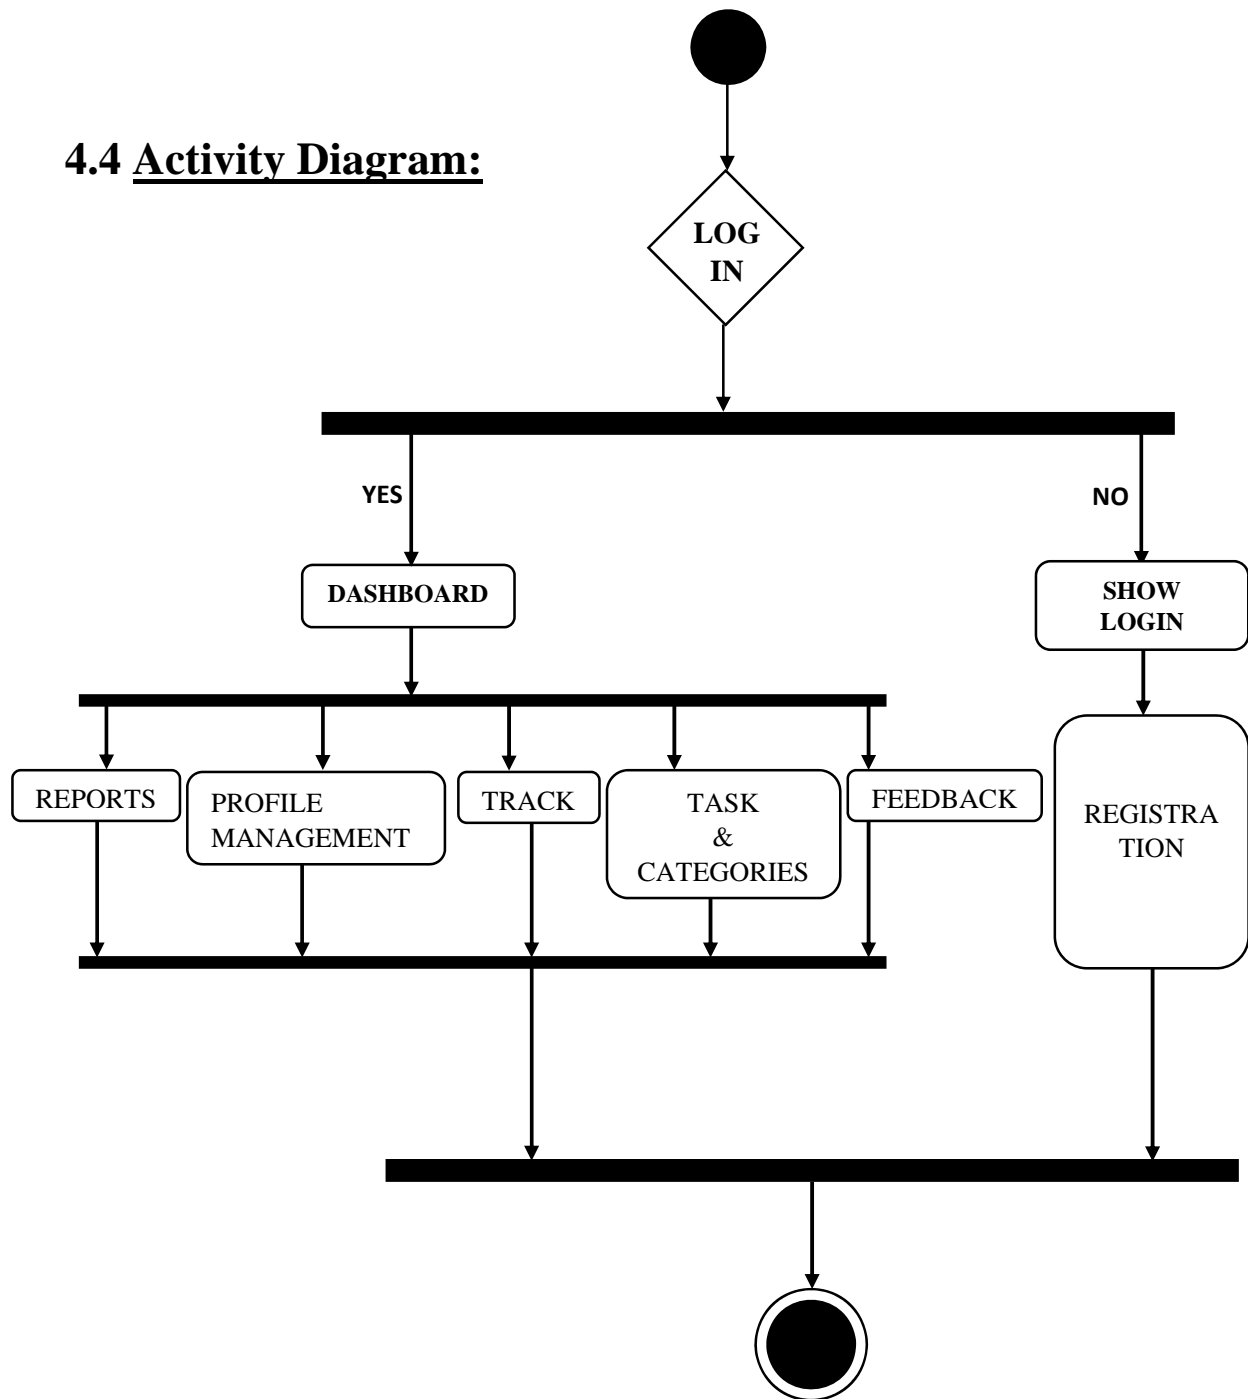 4.4 Activity Diagram:
LOG
IN
YES
NO
DASHBOARD
SHOW
LOGIN
REPORTS
PROFILE
MANAGEMENT
TRACK
TASK
&
CATEGORIES
FEEDBACK
REGISTRA
TION